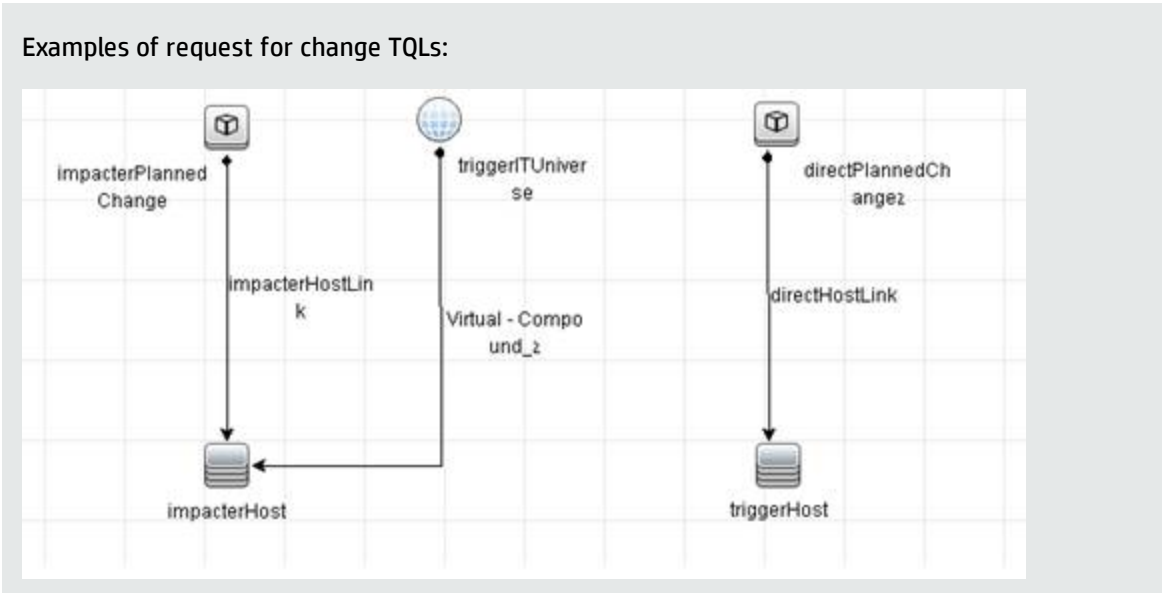 Examples of request for change TQLs:
impacterPlanned
Change
triggerITUniver
se
directPlannedCh
ange2
impacterHostLin
k
Virtual - Compo
und_2
directHostLink
impacterHost
triggerHost